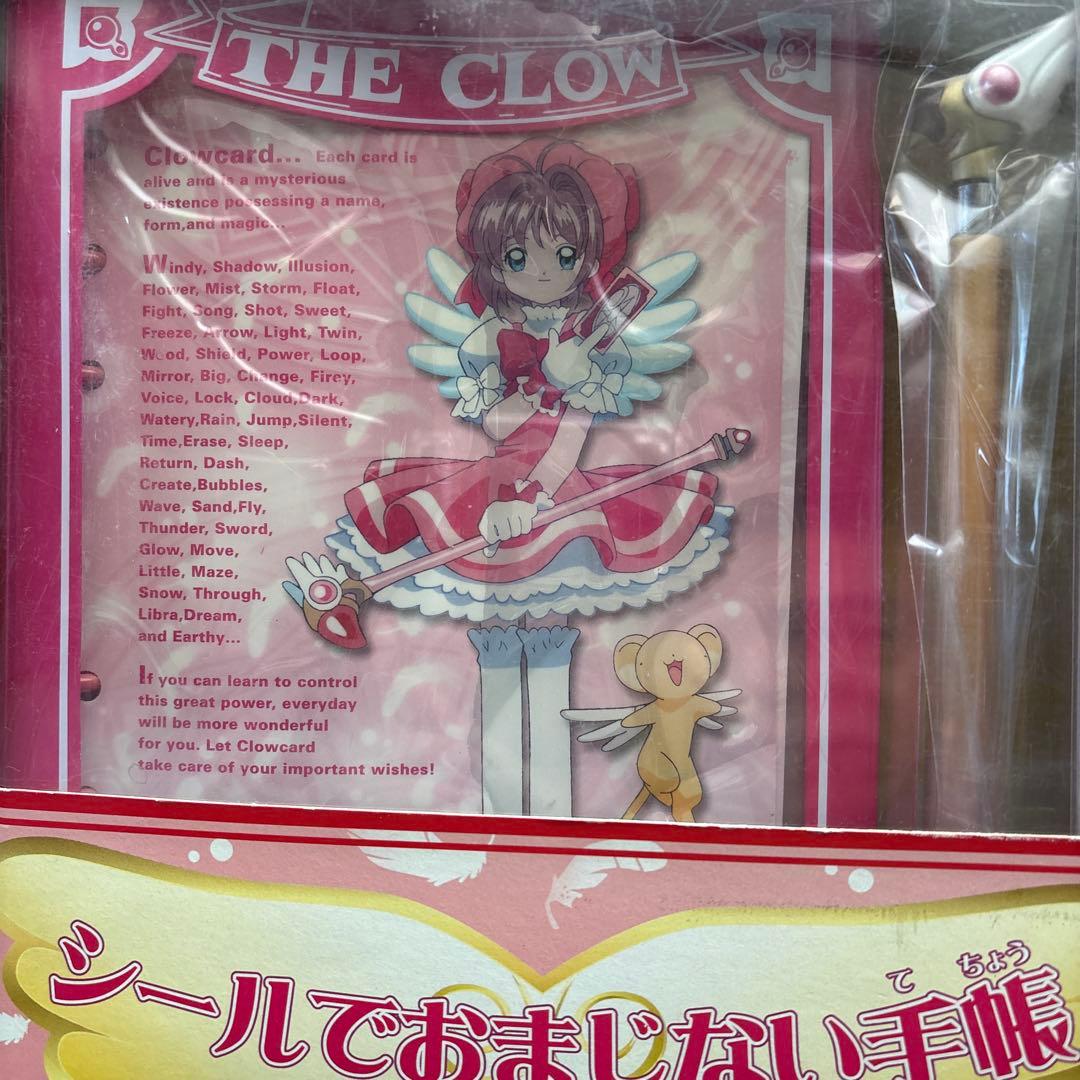 THE CLOW
Clowcard... Each card is
alive and is a mysterious
existence possessing a name,
form,and magic...
Windy, Shadow, Illusion,
Flower, Mist, Storm, Float,
Fight, Song, Shot, Sweet,
Freeze, Arrow, Light, Twin,
Wood, Shield, Power, Loop,
Mirror, Big, Change, Firey,
Voice, Lock, Cloud,Dark,
Watery,Rain, Jump,Silent,
Time,Erase, Sleep,
Return, Dash,
Create,Bubbles,
Wave, Sand,Fly,
Thunder, Sword,
Glow, Move,
Little, Maze,
Snow, Through,
Libra,Dream,
and Earthy...
If you can learn to control
this great power, everyday
will be more wonderful
for you. Let Clowcard
take care of your important wishes!
て ちょう
シールでおまじない手帳